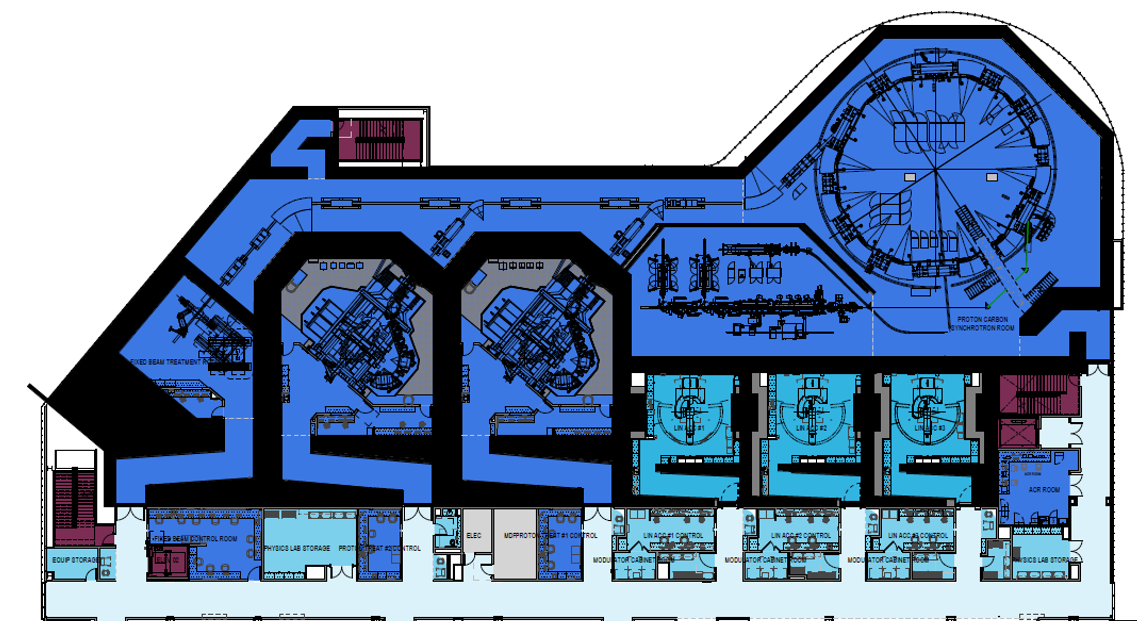 PROTON CARBON
SYNCHROTRON ROOM
FIXED BEAM TREATMENT
LIN ACC #1
LIN ACC #2
LIN ACC #3
ACR ROOM
ACR ROOM
FIXED BEAM CONTROL ROOM
ELEC
TREAT #1 CONTROL
LIN ACC #1 CONTROL
LIN ACC #2 CONTROL
LIN ACC #3 CONTROL
PHYSICS LAB STORAGE
TREAT #2 CONTROL
EQUIP STORAGE
MODULATOR CABINET ROOM
MODULATOR CABINET ROOM
MODULATOR CABINET ROOM
PHYSICS LAB STORAGE